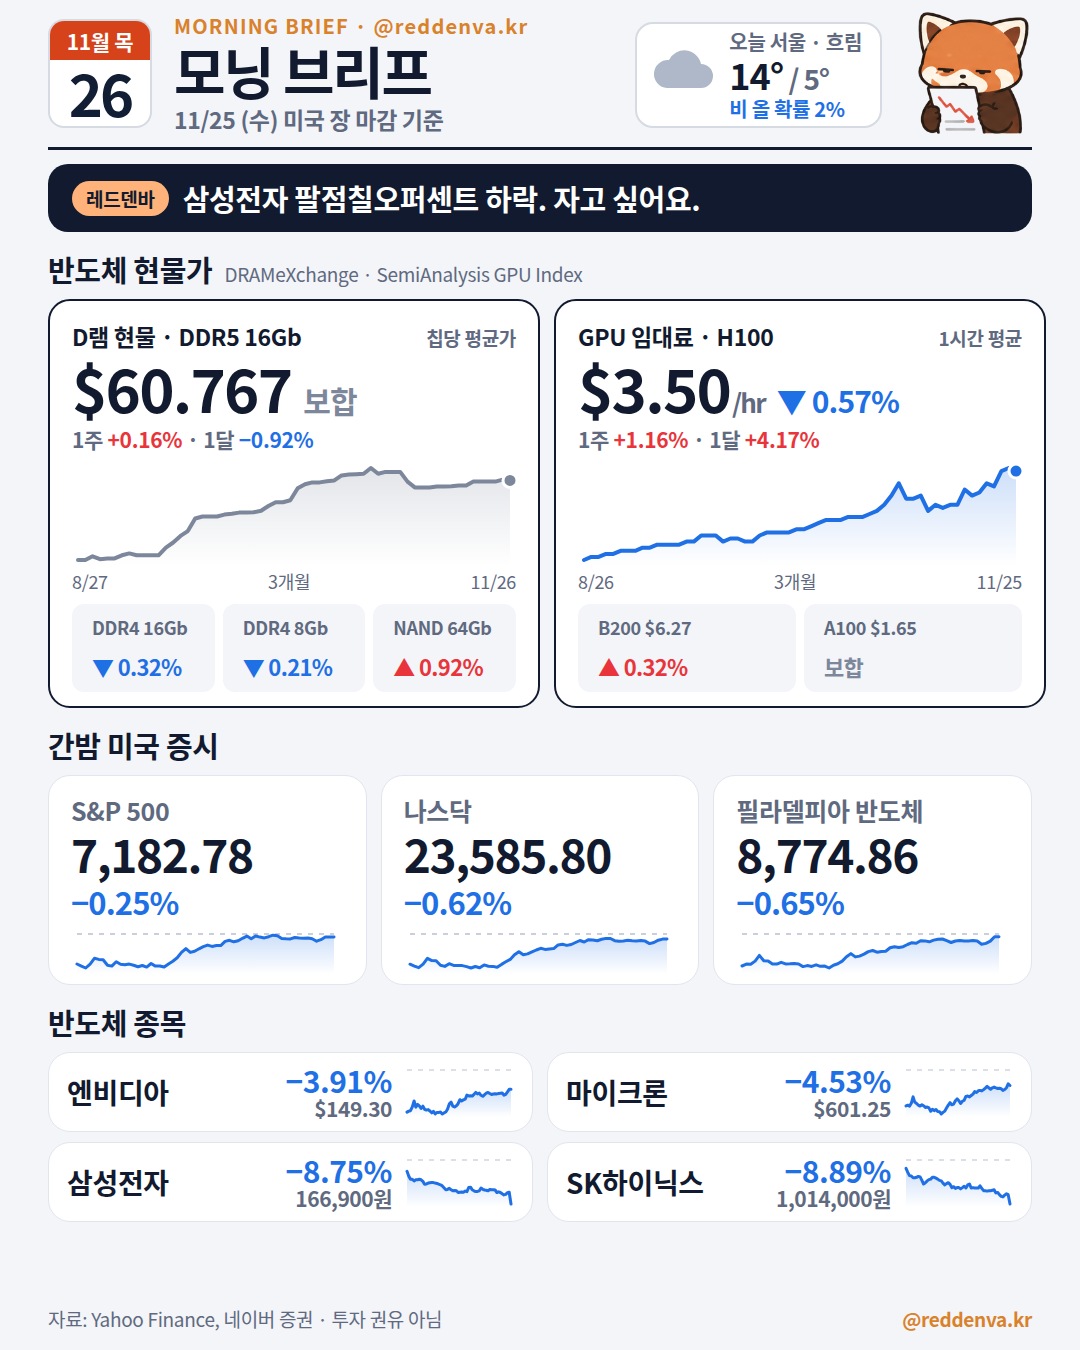 11월 목
26
MORNING BRIEF · @reddenva.kr
모닝 브리프
11/25 (수) 미국 장 마감 기준
오늘 서울 · 흐림
14° / 5°
비 올 확률 2%
레드덴바 삼성전자 팔점칠오퍼센트 하락. 자고 싶어요.
반도체 현물가 DRAMeXchange · SemiAnalysis GPU Index
D램 현물 · DDR5 16Gb 칩당 평균가
$60.767 보합
1주 +0.16% · 1달 −0.92%
8/27 3개월 11/26
DDR4 16Gb DDR4 8Gb NAND 64Gb
▼ 0.32% ▼ 0.21% ▲ 0.92%
GPU 임대료 · H100 1시간 평균
$3.50/hr ▼ 0.57%
1주 +1.16% · 1달 +4.17%
8/26 3개월 11/25
B200 $6.27 A100 $1.65
▲ 0.32% 보합
간밤 미국 증시
S&P 500
7,182.78
−0.25%
나스닥
23,585.80
−0.62%
필라델피아 반도체
8,774.86
−0.65%
반도체 종목
엔비디아 −3.91%
$149.30
마이크론 −4.53%
$601.25
삼성전자 −8.75%
166,900원
SK하이닉스 −8.89%
1,014,000원
자료: Yahoo Finance, 네이버 증권 · 투자 권유 아님
@reddenva.kr